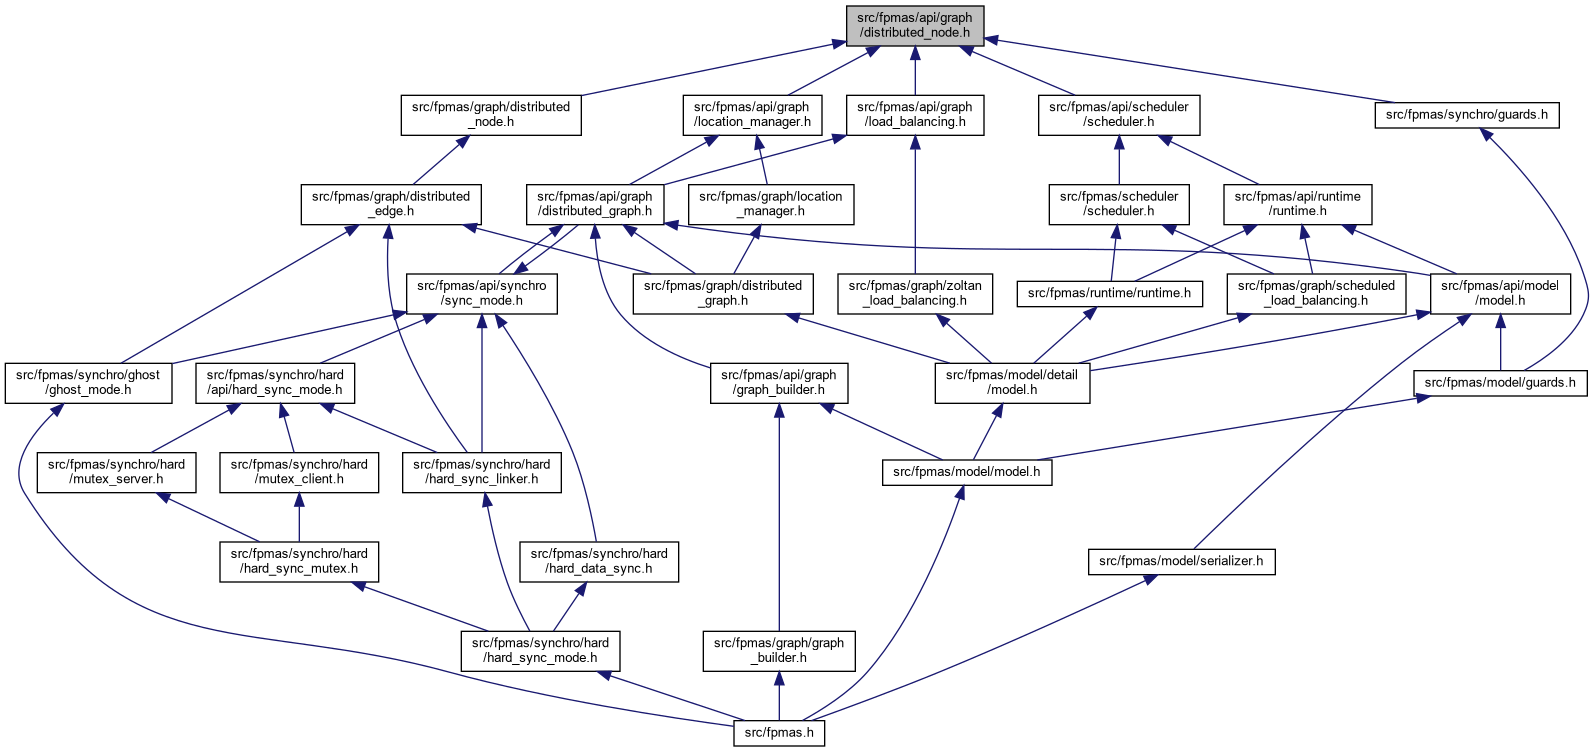 src/fpmas/api/graph
/distributed_node.h
src/fpmas/graph/distributed
_node.h
src/fpmas/api/graph
/location_manager.h
src/fpmas/api/graph
/load_balancing.h
src/fpmas/api/scheduler
/scheduler.h
src/fpmas/synchro/guards.h
src/fpmas/graph/distributed
_edge.h
src/fpmas/api/graph
/distributed_graph.h
src/fpmas/graph/location
_manager.h
src/fpmas/scheduler
/scheduler.h
src/fpmas/api/runtime
/runtime.h
src/fpmas/api/synchro
/sync_mode.h
src/fpmas/graph/distributed
_graph.h
src/fpmas/graph/zoltan
_load_balancing.h
src/fpmas/runtime/runtime.h
src/fpmas/graph/scheduled
_load_balancing.h
src/fpmas/api/model
/model.h
src/fpmas/synchro/ghost
/ghost_mode.h
src/fpmas/synchro/hard
/api/hard_sync_mode.h
src/fpmas/api/graph
/graph_builder.h
src/fpmas/model/detail
/model.h
src/fpmas/model/guards.h
src/fpmas/synchro/hard
/mutex_server.h
src/fpmas/synchro/hard
/mutex_client.h
src/fpmas/synchro/hard
/hard_sync_linker.h
src/fpmas/model/model.h
src/fpmas/synchro/hard
/hard_sync_mutex.h
src/fpmas/synchro/hard
/hard_data_sync.h
src/fpmas/model/serializer.h
src/fpmas/synchro/hard
/hard_sync_mode.h
src/fpmas/graph/graph
_builder.h
src/fpmas.h